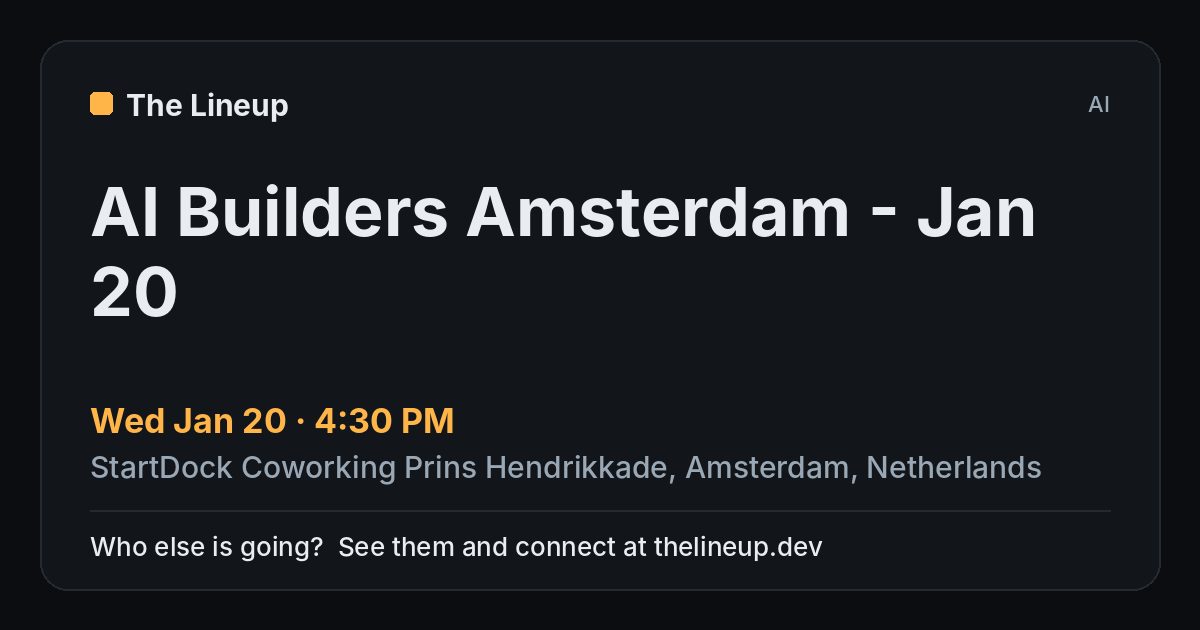 The Lineup
AI
AI Builders Amsterdam - Jan
20
Wed Jan 20 · 4:30 PM
StartDock Coworking Prins Hendrikkade, Amsterdam, Netherlands
Who else is going? See them and connect at thelineup.dev